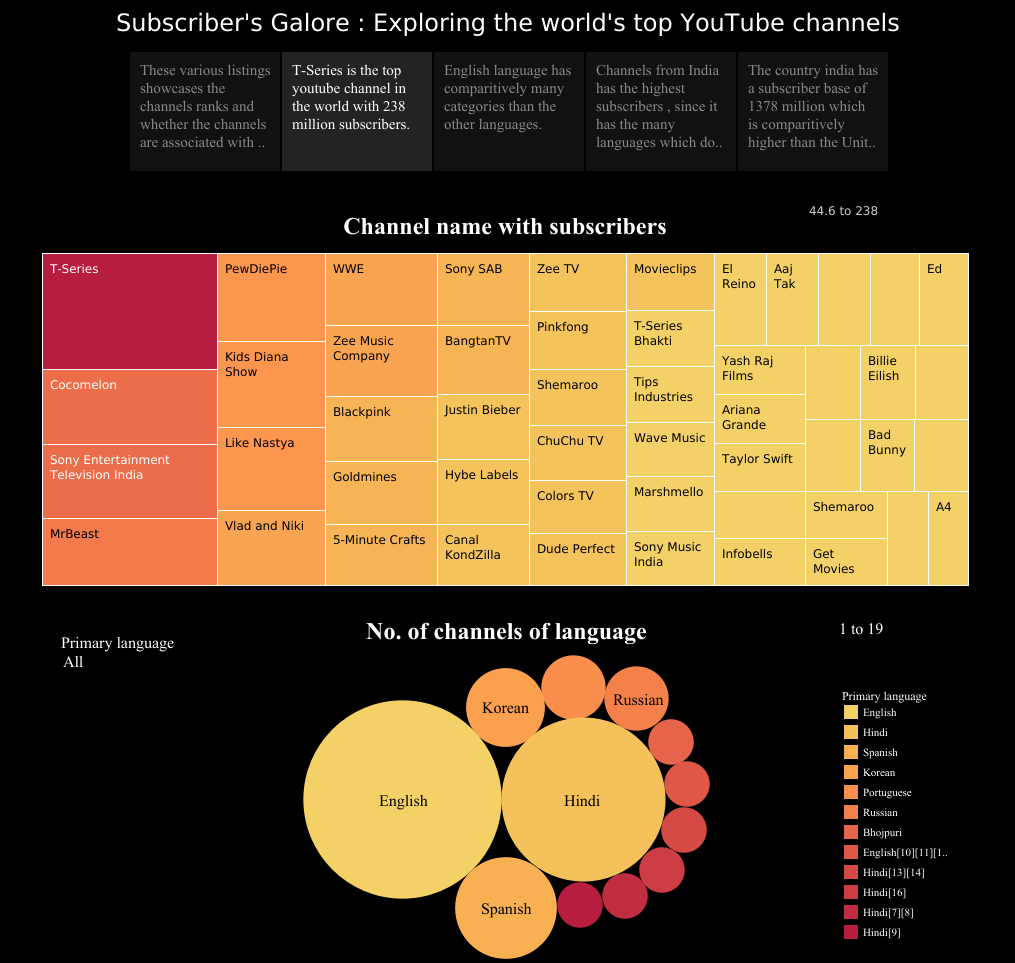 Subscriber's Galore : Exploring the world's top YouTube channels
These various listings
showcases the
channels ranks and
whether the channels
are associated with ..
T-Series is the top
youtube channel in
the world with 238
million subscribers.
English language has
comparitively many
categories than the
other languages.
Channels from India
has the highest
subscribers , since it
has the many
languages which do..
The country india has
a subscriber base of
1378 million which
is comparitively
higher than the Unit..
44.6 to 238
Channel name with subscribers
T-Series
Cocomelon
Sony Entertainment
Television India
MrBeast
PewDiePie
Kids Diana
Show
Like Nastya
Vlad and Niki
WWE
Zee Music
Company
Blackpink
Goldmines
5-Minute Crafts
Sony SAB
BangtanTV
Justin Bieber
Hybe Labels
Canal
KondZilla
Zee TV
Pinkfong
Shemaroo
ChuChu TV
Colors TV
Dude Perfect
Movieclips
T-Series
Bhakti
Tips
Industries
Wave Music
Marshmello
Sony Music
India
El
Reino
Aaj
Tak
Ed
Yash Raj
Films
Ariana
Grande
Taylor Swift
Infobells
Billie
Eilish
Bad
Bunny
Shemaroo
Get
Movies
A4
No. of channels of language
1 to 19
Primary language
All
English
Hindi
Spanish
Korean
Russian
Primary language
English
Hindi
Spanish
Korean
Portuguese
Russian
Bhojpuri
English[10][11][1..
Hindi[13][14]
Hindi[16]
Hindi[7][8]
Hindi[9]